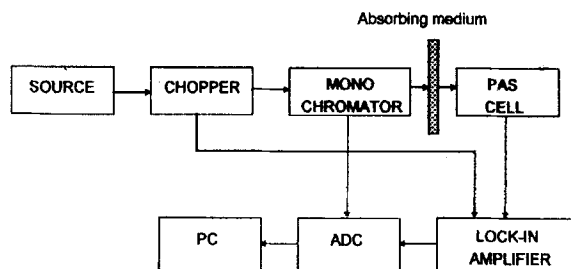 Absorbing medium
SOURCE
CHOPPER
MONO
CHROMATOR
PAS
CELL
PC
ADC
LOCK-IN
AMPLIFIER